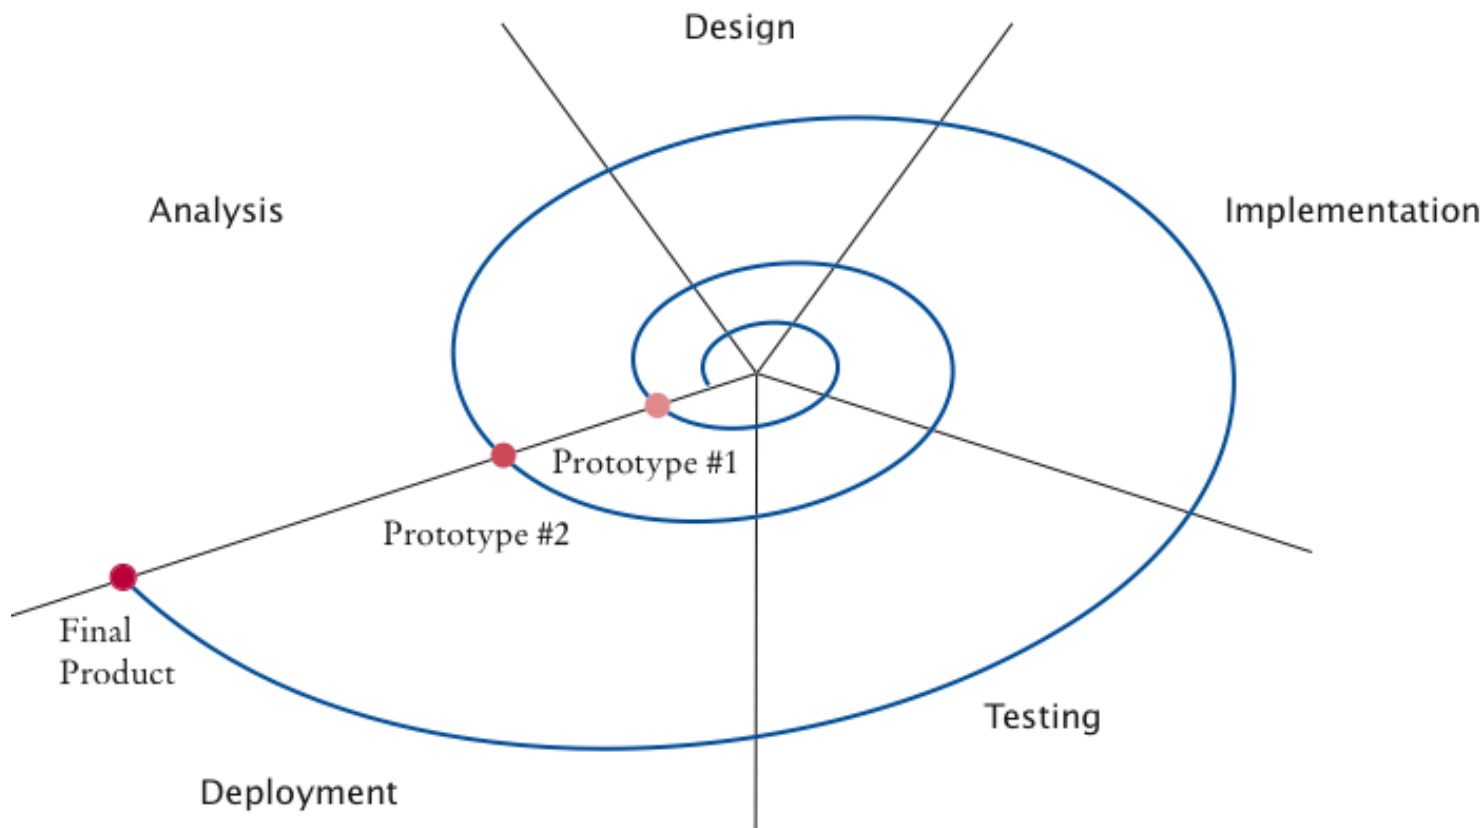 Design
Analysis
Implementation
Prototype #1
Prototype #2
Final
Product
Testing
Deployment